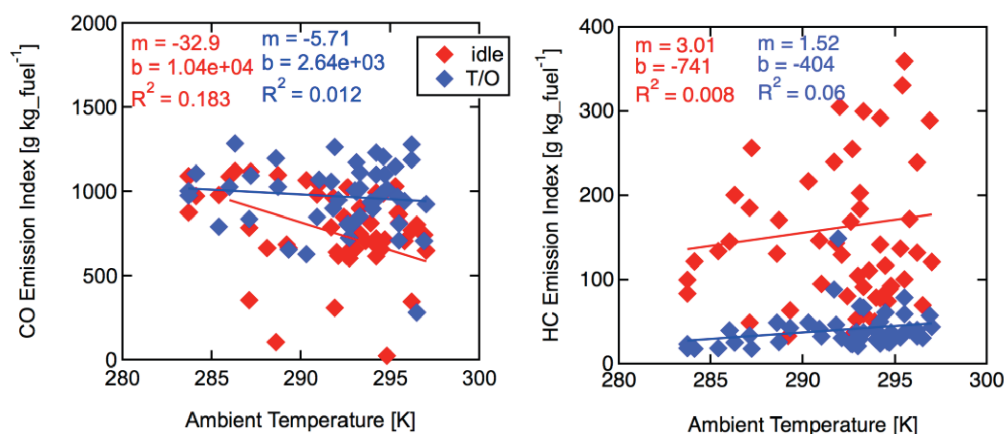 2000
1500
1000
500
0
CO Emission Index [g kg_fuel⁻¹]
m = -32.9
b = 1.04e+04
R² = 0.183
m = -5.71
b = 2.64e+03
R² = 0.012
idle
T/O
280 285 290 295 300
Ambient Temperature [K]
400
300
200
100
0
HC Emission Index [g kg_fuel⁻¹]
m = 3.01
b = -741
R² = 0.008
m = 1.52
b = -404
R² = 0.06
280 285 290 295 300
Ambient Temperature [K]